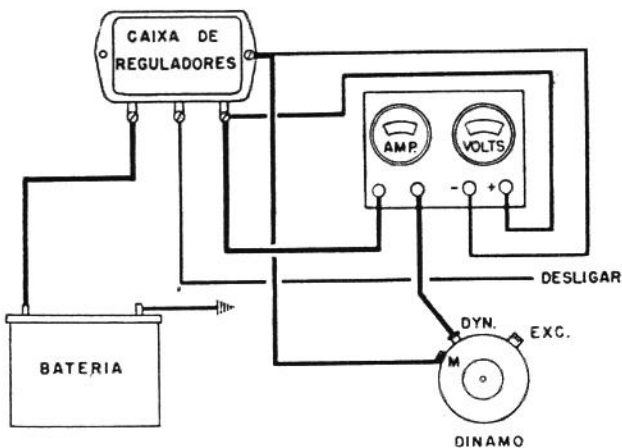 CAIXA DE
REGULADORES
AMP.
VOLTS
- +
DESLIGAR
DYN.
EXC.
M
BATERIA
DINAMO